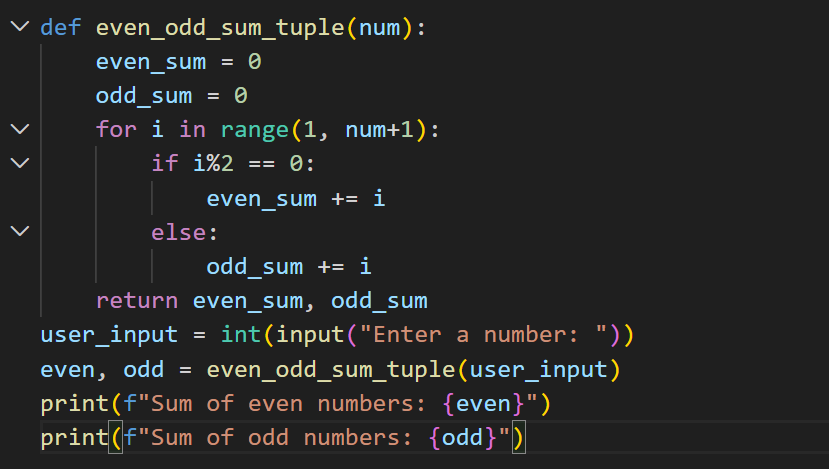 def even_odd_sum_tuple(num):
    even_sum = 0
    odd_sum = 0
    for i in range(1, num+1):
        if i%2 == 0:
            even_sum += i
        else:
            odd_sum += i
    return even_sum, odd_sum
user_input = int(input("Enter a number: "))
even, odd = even_odd_sum_tuple(user_input)
print(f"Sum of even numbers: {even}")
print(f"Sum of odd numbers: {odd}")